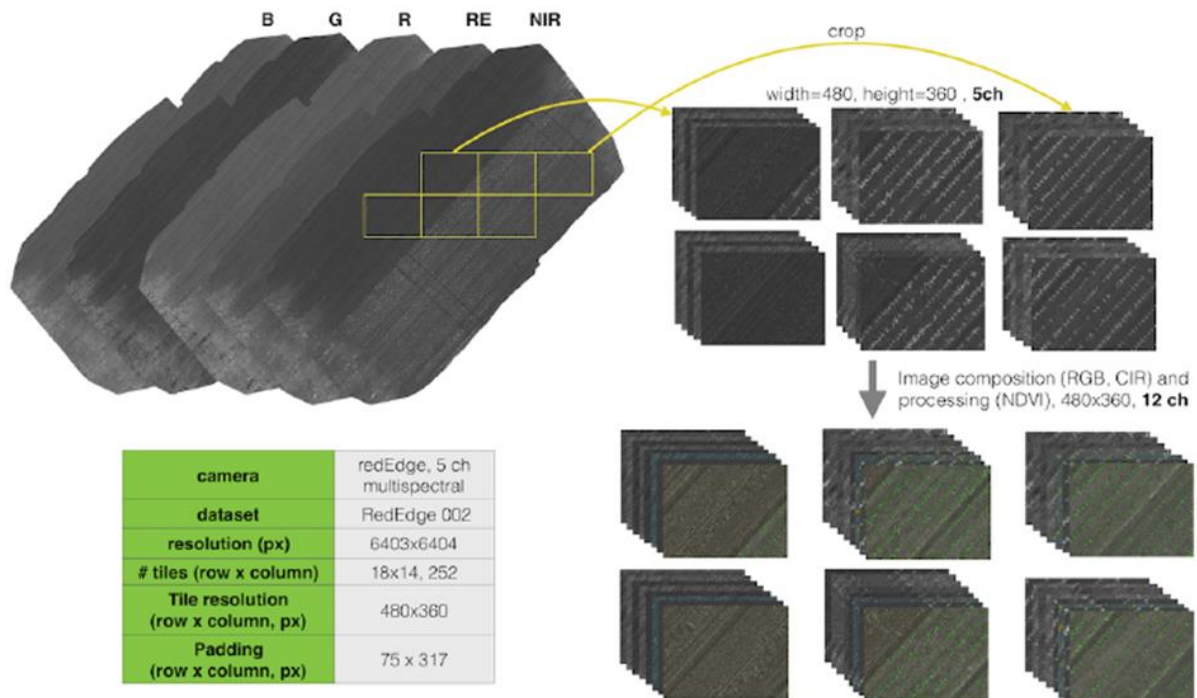 B G R RE NIR
crop
width=480, height=360 , 5ch
Image composition (RGB, CIR) and
processing (NDVI), 480x360, 12 ch
camera
redEdge, 5 ch
multispectral
dataset
RedEdge 002
resolution (px)
6403x6404
# tiles (row x column)
18x14, 252
Tile resolution
(row x column, px)
480x360
Padding
(row x column, px)
75 x 317